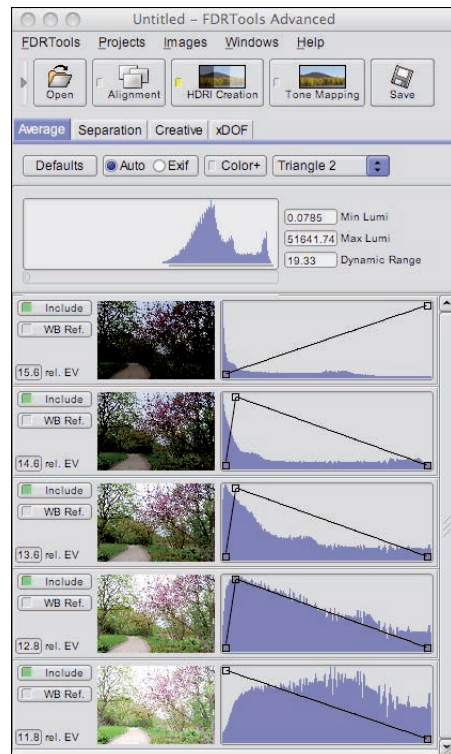 Untitled – FDRTools Advanced
FDRTools Projects Images Windows Help
Open Alignment HDRI Creation Tone Mapping Save
Average Separation Creative xDOF
Defaults Auto Exif Color+ Triangle 2
0.0785 Min Lumi
51641.74 Max Lumi
19.33 Dynamic Range
0
Include
WB Ref.
15.6 rel. EV
Include
WB Ref.
14.6 rel. EV
Include
WB Ref.
13.6 rel. EV
Include
WB Ref.
12.8 rel. EV
Include
WB Ref.
11.8 rel. EV